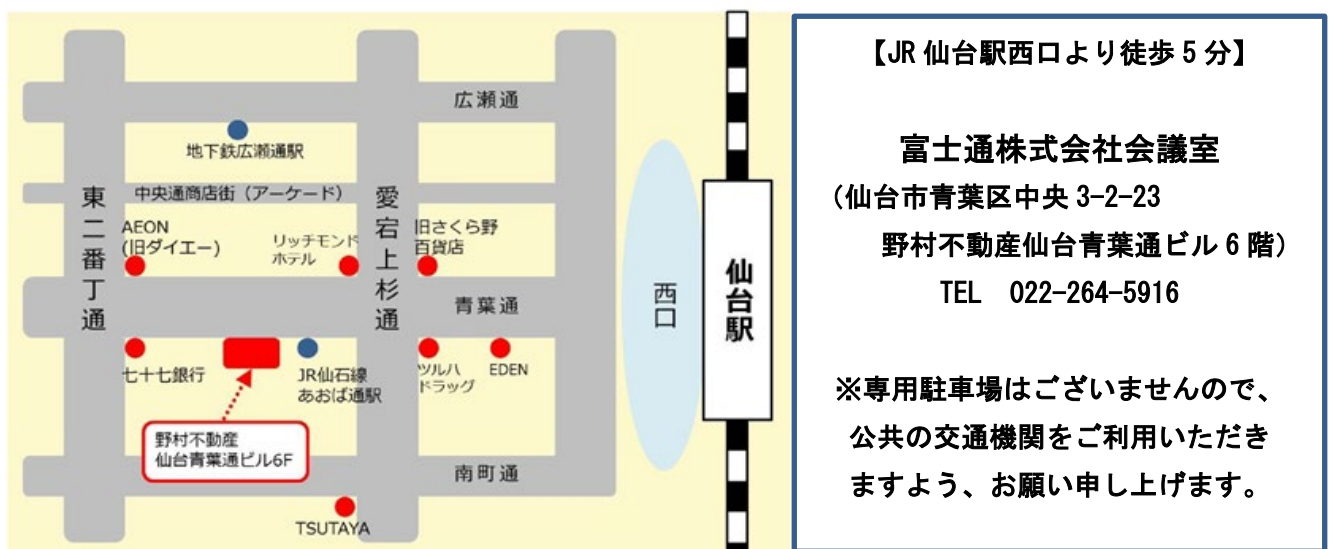 広瀬通
地下鉄広瀬通駅
中央通商店街（アーケード）
東二番丁通
愛宕上杉通
AEON
(旧ダイエー)
リッチモンド
ホテル
旧さくら野
百貨店
青葉通
西口
仙台駅
七十七銀行
JR仙石線
あおば通駅
ツルハ
ドラッグ
EDEN
野村不動産
仙台青葉通ビル6F
南町通
TSUTAYA
【JR仙台駅西口より徒歩5分】
富士通株式会社会議室
（仙台市青葉区中央3-2-23
野村不動産仙台青葉通ビル6階）
TEL　022-264-5916
※専用駐車場はございませんので、
公共の交通機関をご利用いただき
ますよう、お願い申し上げます。